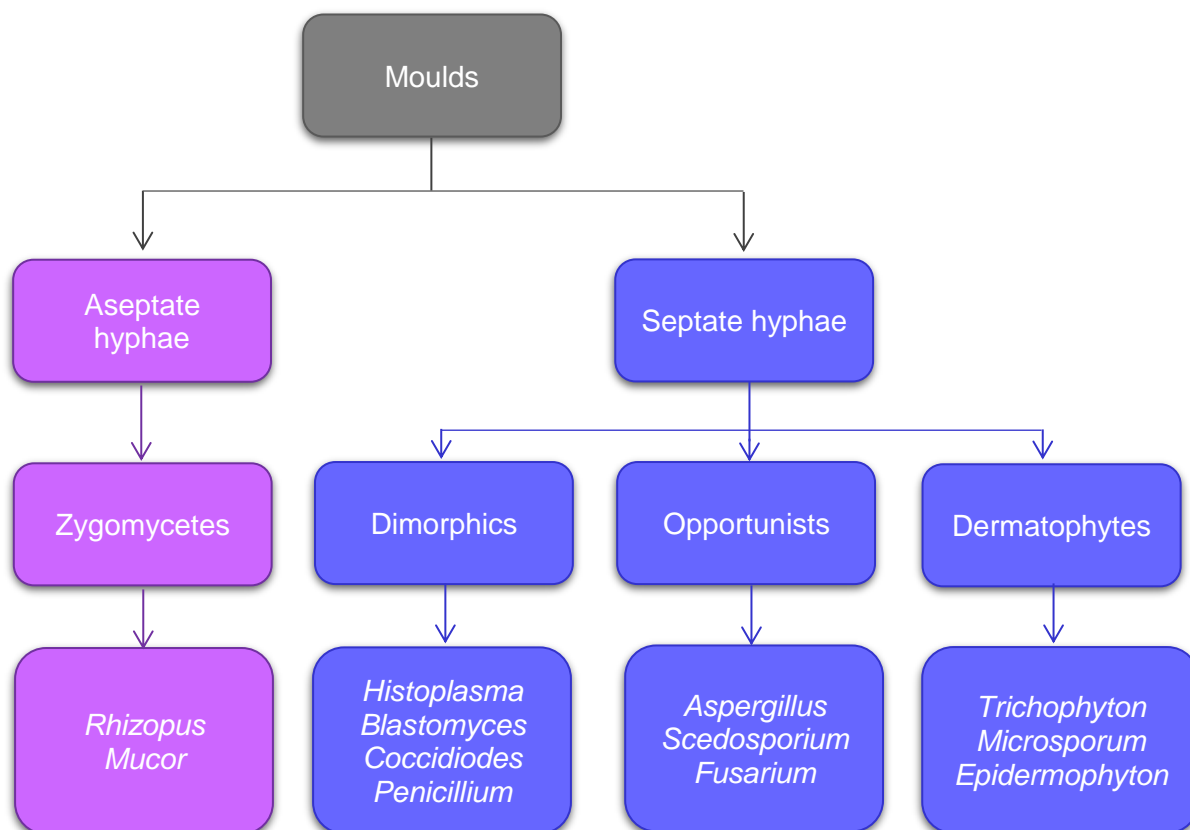 Moulds
Aseptate
hyphae
Septate hyphae
Zygomycetes
Dimorphics
Opportunists
Dermatophytes
Rhizopus
Mucor
Histoplasma
Blastomyces
Coccidiodes
Penicillium
Aspergillus
Scedosporium
Fusarium
Trichophyton
Microsporum
Epidermophyton